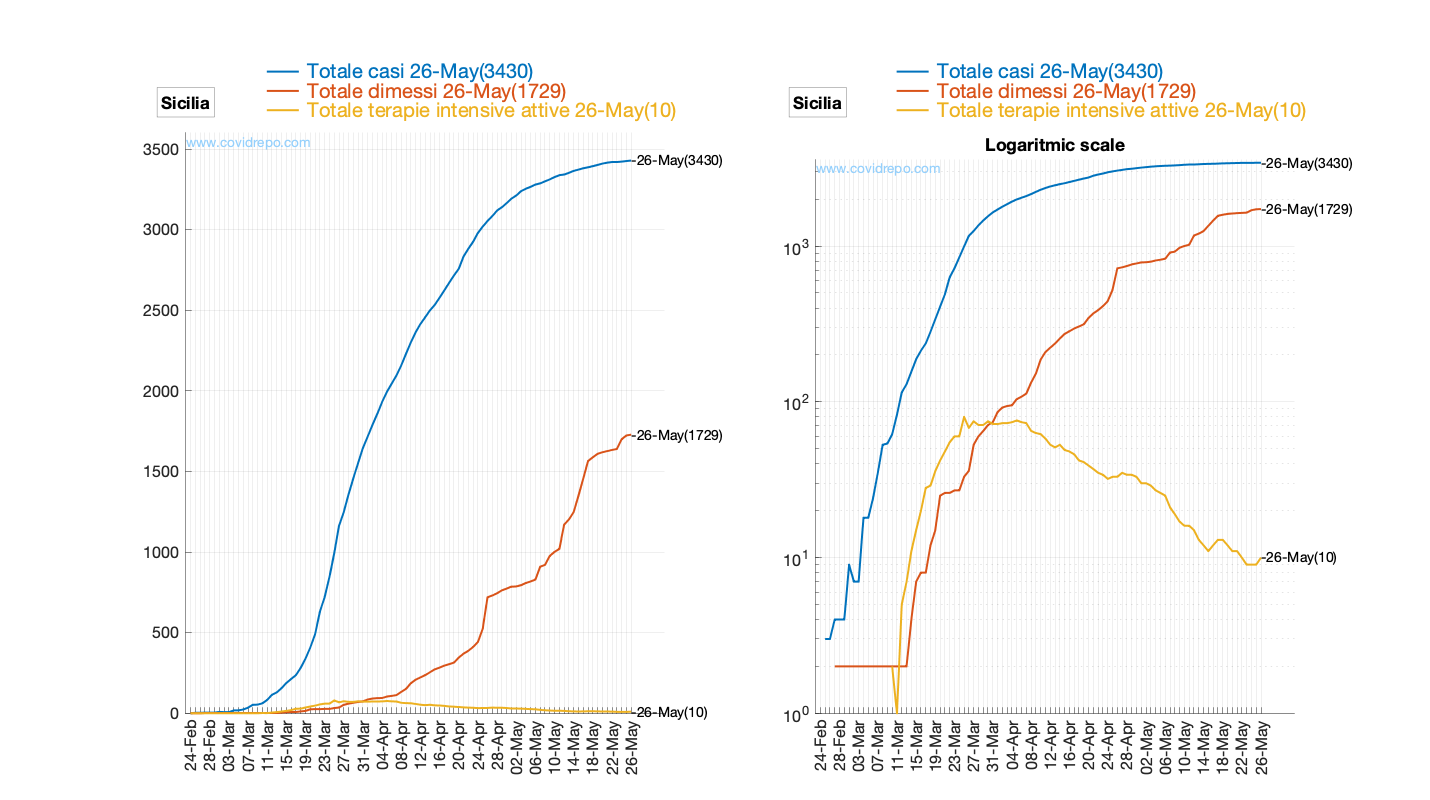 Totale casi 26-May(3430)
Totale dimessi 26-May(1729)
Totale terapie intensive attive 26-May(10)
Sicilia
www.covidrepo.com
3500
3000
2500
2000
1500
1000
500
0
26-May(3430)
26-May(1729)
26-May(10)
24-Feb
28-Feb
03-Mar
07-Mar
11-Mar
15-Mar
19-Mar
23-Mar
27-Mar
31-Mar
04-Apr
08-Apr
12-Apr
16-Apr
20-Apr
24-Apr
28-Apr
02-May
06-May
10-May
14-May
18-May
22-May
26-May
Totale casi 26-May(3430)
Totale dimessi 26-May(1729)
Totale terapie intensive attive 26-May(10)
Sicilia
Logaritmic scale
www.covidrepo.com
10³
10²
10¹
10⁰
26-May(3430)
26-May(1729)
26-May(10)
24-Feb
28-Feb
03-Mar
07-Mar
11-Mar
15-Mar
19-Mar
23-Mar
27-Mar
31-Mar
04-Apr
08-Apr
12-Apr
16-Apr
20-Apr
24-Apr
28-Apr
02-May
06-May
10-May
14-May
18-May
22-May
26-May